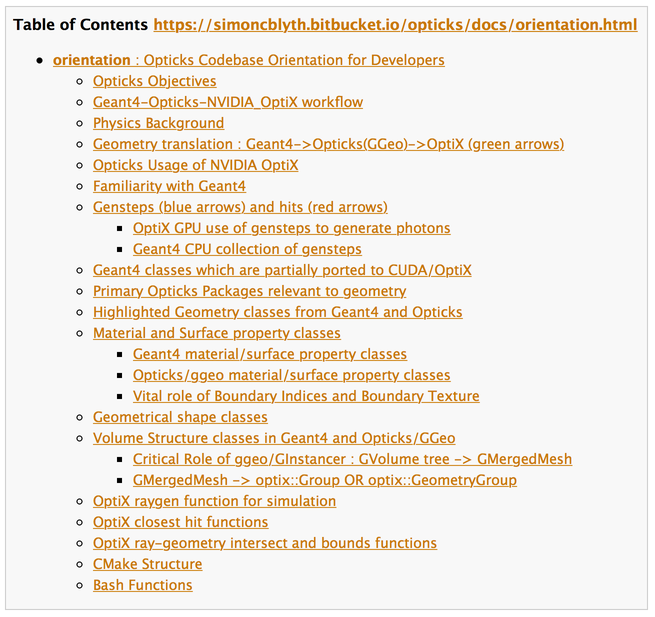 Table of Contents https://simoncblyth.bitbucket.io/opticks/docs/orientation.html
orientation : Opticks Codebase Orientation for Developers
Opticks Objectives
Geant4-Opticks-NVIDIA_OptiX workflow
Physics Background
Geometry translation : Geant4->Opticks(GGeo)->OptiX (green arrows)
Opticks Usage of NVIDIA OptiX
Familiarity with Geant4
Gensteps (blue arrows) and hits (red arrows)
OptiX GPU use of gensteps to generate photons
Geant4 CPU collection of gensteps
Geant4 classes which are partially ported to CUDA/OptiX
Primary Opticks Packages relevant to geometry
Highlighted Geometry classes from Geant4 and Opticks
Material and Surface property classes
Geant4 material/surface property classes
Opticks/ggeo material/surface property classes
Vital role of Boundary Indices and Boundary Texture
Geometrical shape classes
Volume Structure classes in Geant4 and Opticks/GGeo
Critical Role of ggeo/GInstancer : GVolume tree -> GMergedMesh
GMergedMesh -> optix::Group OR optix::GeometryGroup
OptiX raygen function for simulation
OptiX closest hit functions
OptiX ray-geometry intersect and bounds functions
CMake Structure
Bash Functions